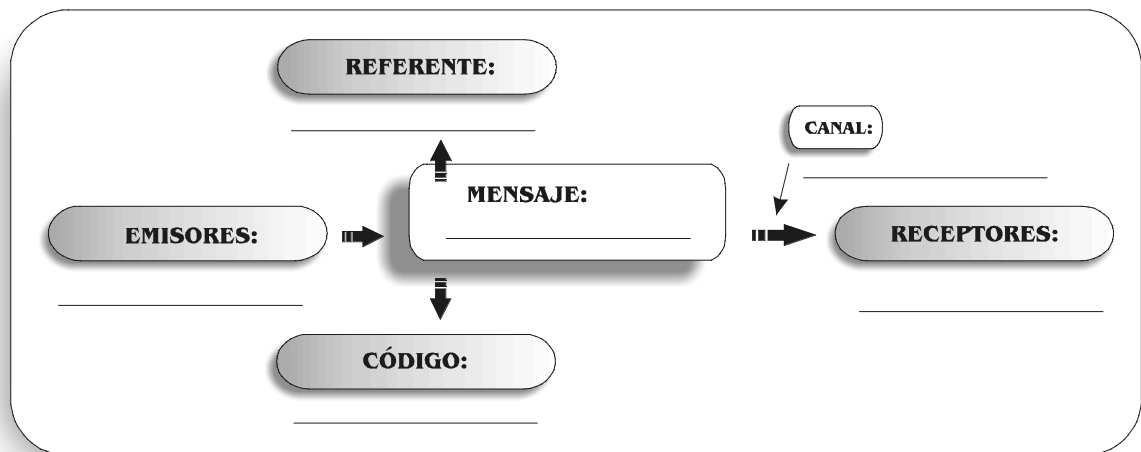 REFERENTE:
CANAL:
MENSAJE:
EMISORES:
RECEPTORES:
CÓDIGO: